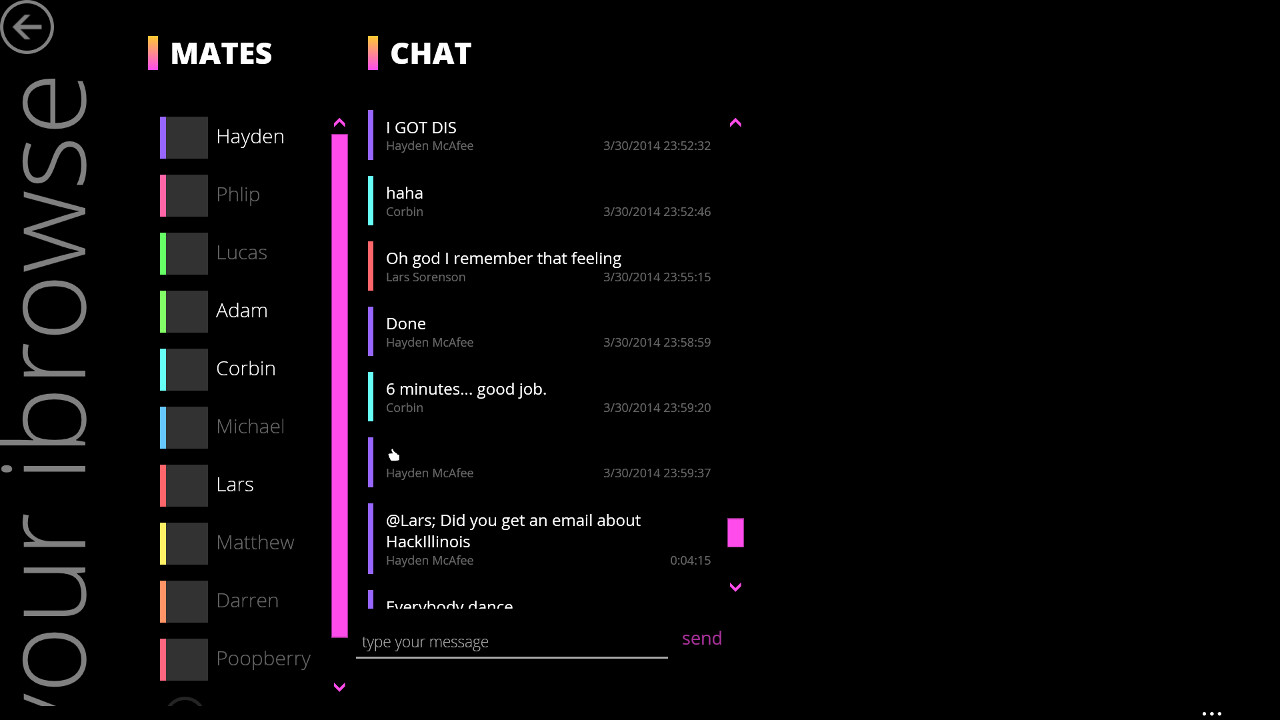 your ibrowse
MATES
Hayden
Phlip
Lucas
Adam
Corbin
Michael
Lars
Matthew
Darren
Poopberry
CHAT
I GOT DIS
Hayden McAfee 3/30/2014 23:52:32
haha
Corbin 3/30/2014 23:52:46
Oh god I remember that feeling
Lars Sorenson 3/30/2014 23:55:15
Done
Hayden McAfee 3/30/2014 23:58:59
6 minutes... good job.
Corbin 3/30/2014 23:59:20
Hayden McAfee 3/30/2014 23:59:37
@Lars; Did you get an email about
HackIllinois
Hayden McAfee 0:04:15
Everybody dance
type your message
send